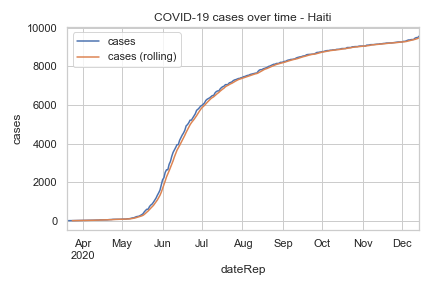 COVID-19 cases over time - Haiti
cases
cases (rolling)
10000
8000
6000
4000
2000
0
cases
Apr May Jun Jul Aug Sep Oct Nov Dec
2020
dateRep